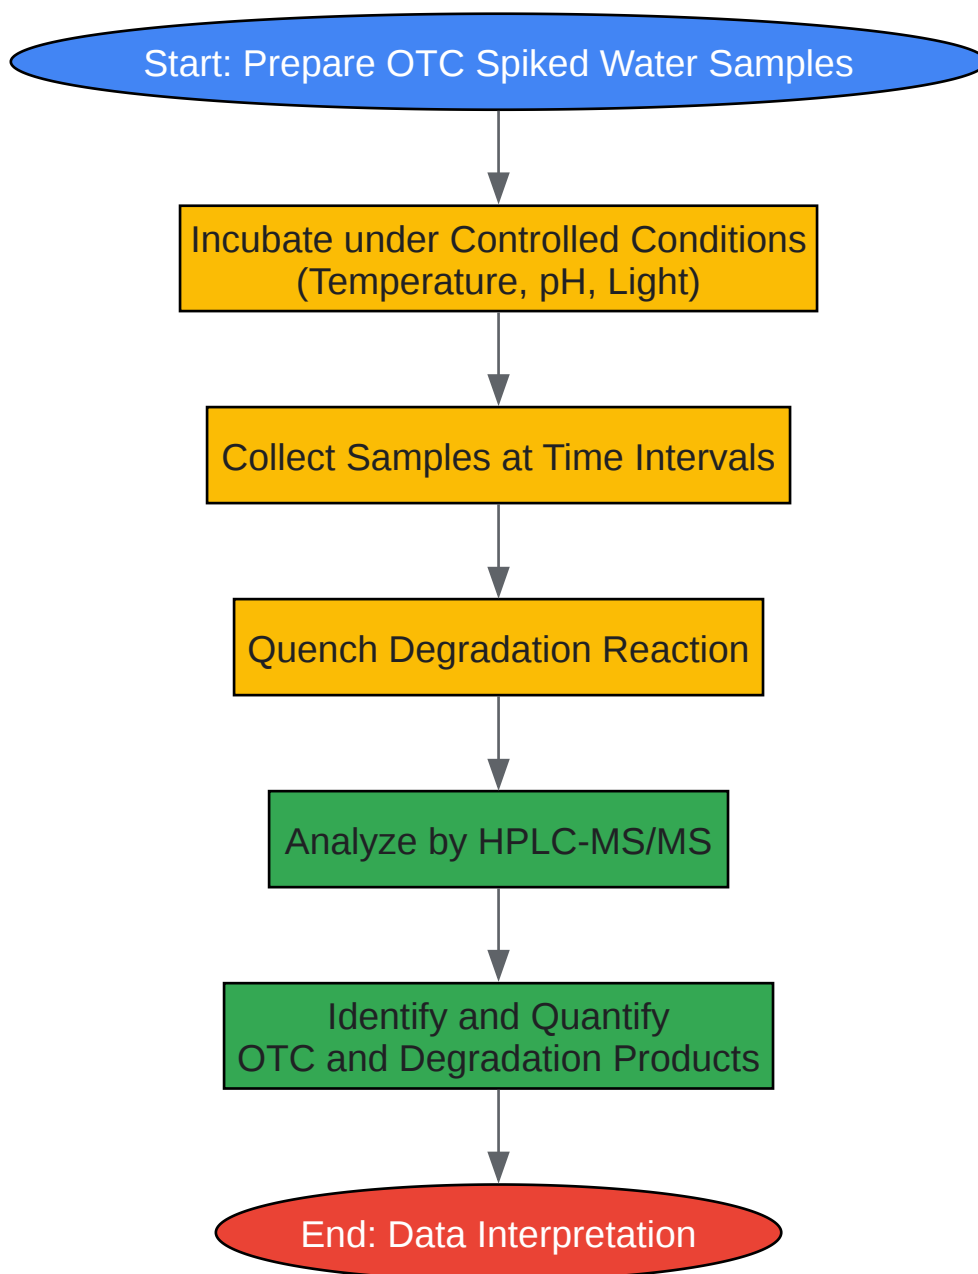 Start: Prepare OTC Spiked Water Samples
Incubate under Controlled Conditions
(Temperature, pH, Light)
Collect Samples at Time Intervals
Quench Degradation Reaction
Analyze by HPLC-MS/MS
Identify and Quantify
OTC and Degradation Products
End: Data Interpretation